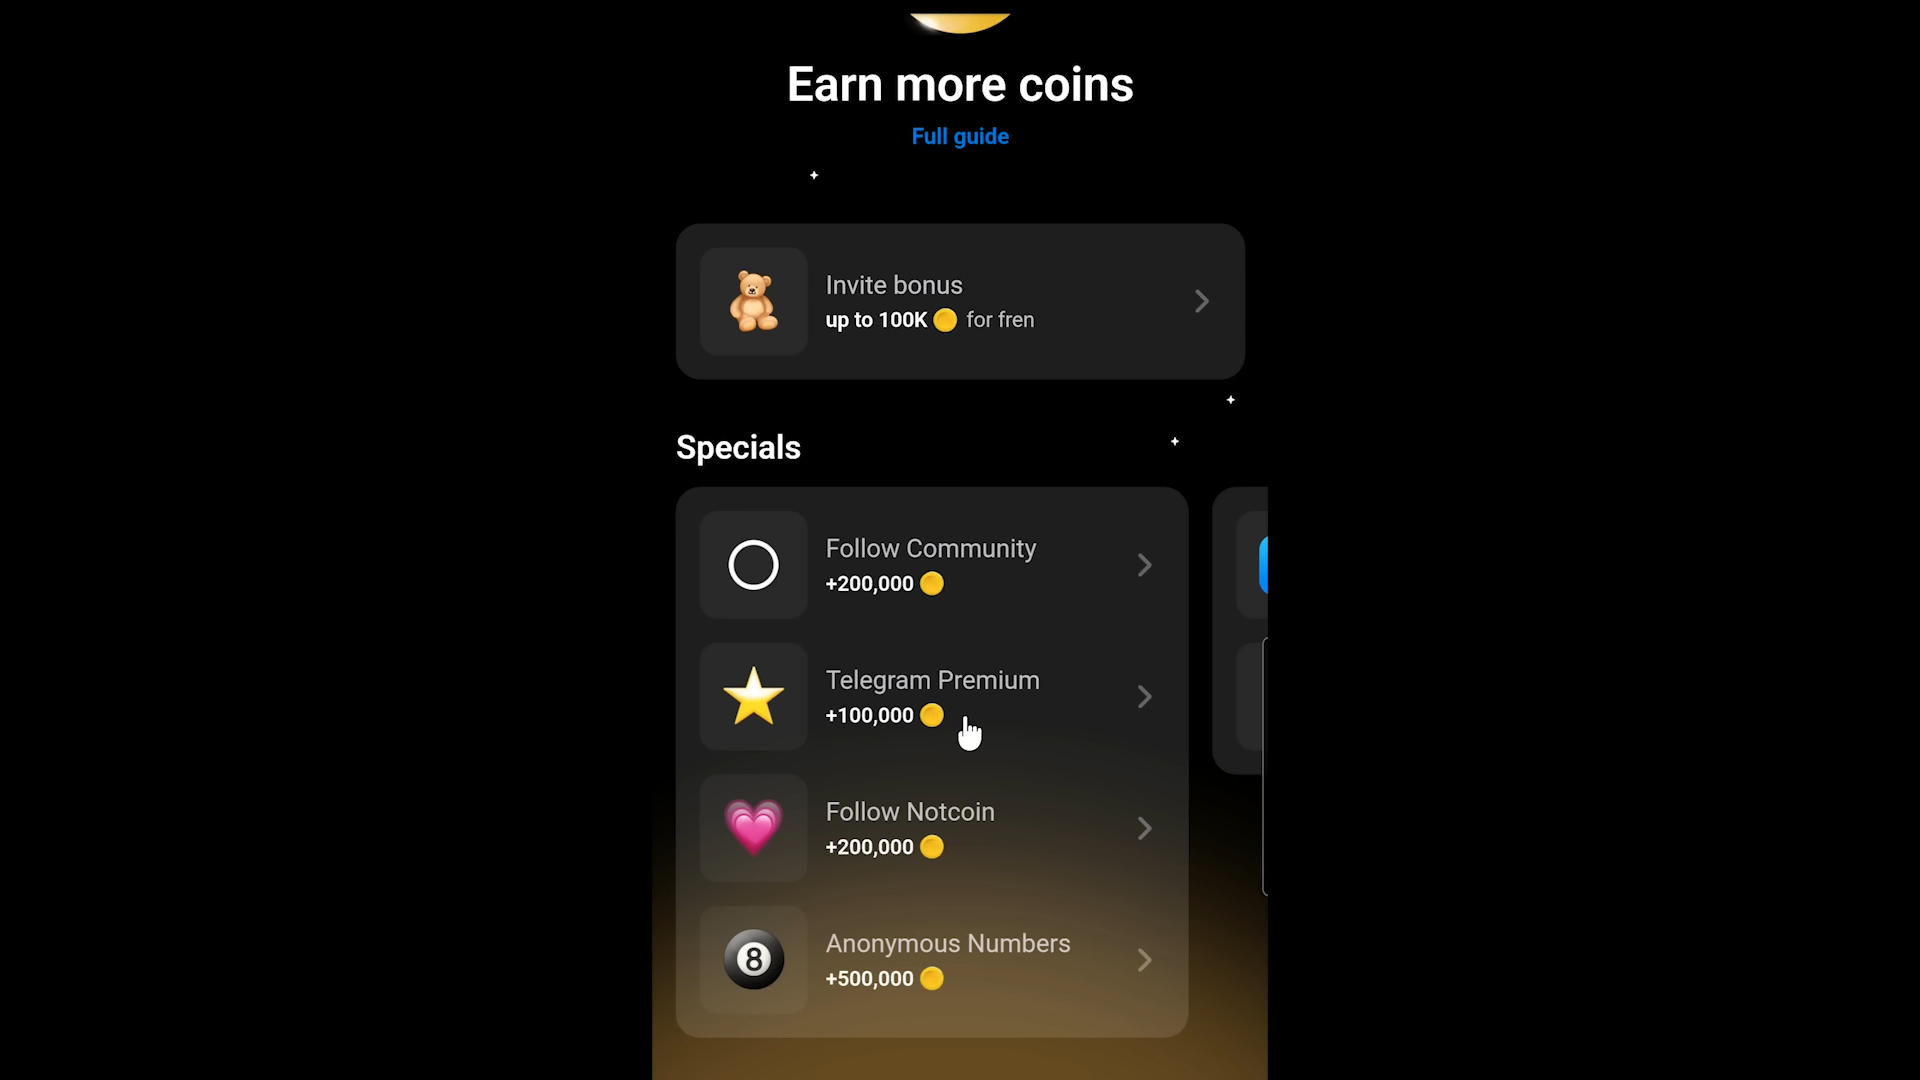 Earn more coins
Full guide
Invite bonus
up to 100K for fren
Specials
Follow Community
+200,000
Telegram Premium
+100,000
Follow Notcoin
+200,000
8
Anonymous Numbers
+500,000